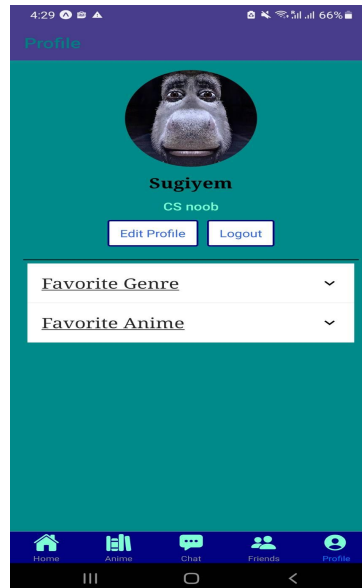 4:29 66%
Profile
Sugiyem
CS noob
Edit Profile Logout
Favorite Genre
Favorite Anime
Home Anime Chat Friends Profile